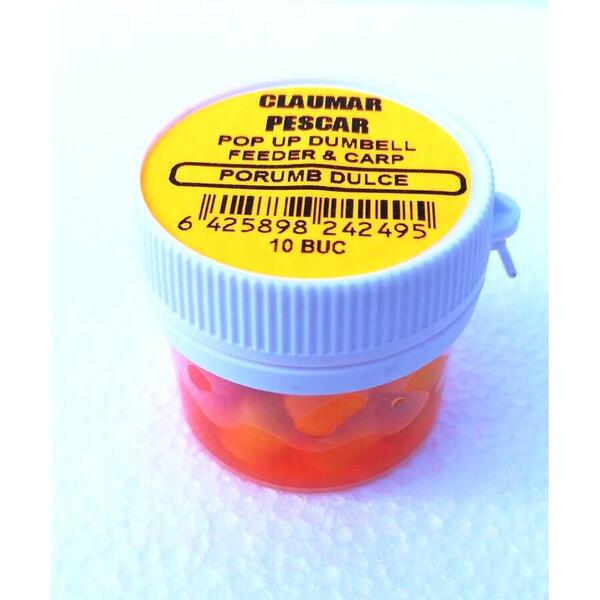 CLAUMAR
PESCAR
POP UP DUMBELL
FEEDER & CARP
PORUMB DULCE
6 425898 242495
10 BUC